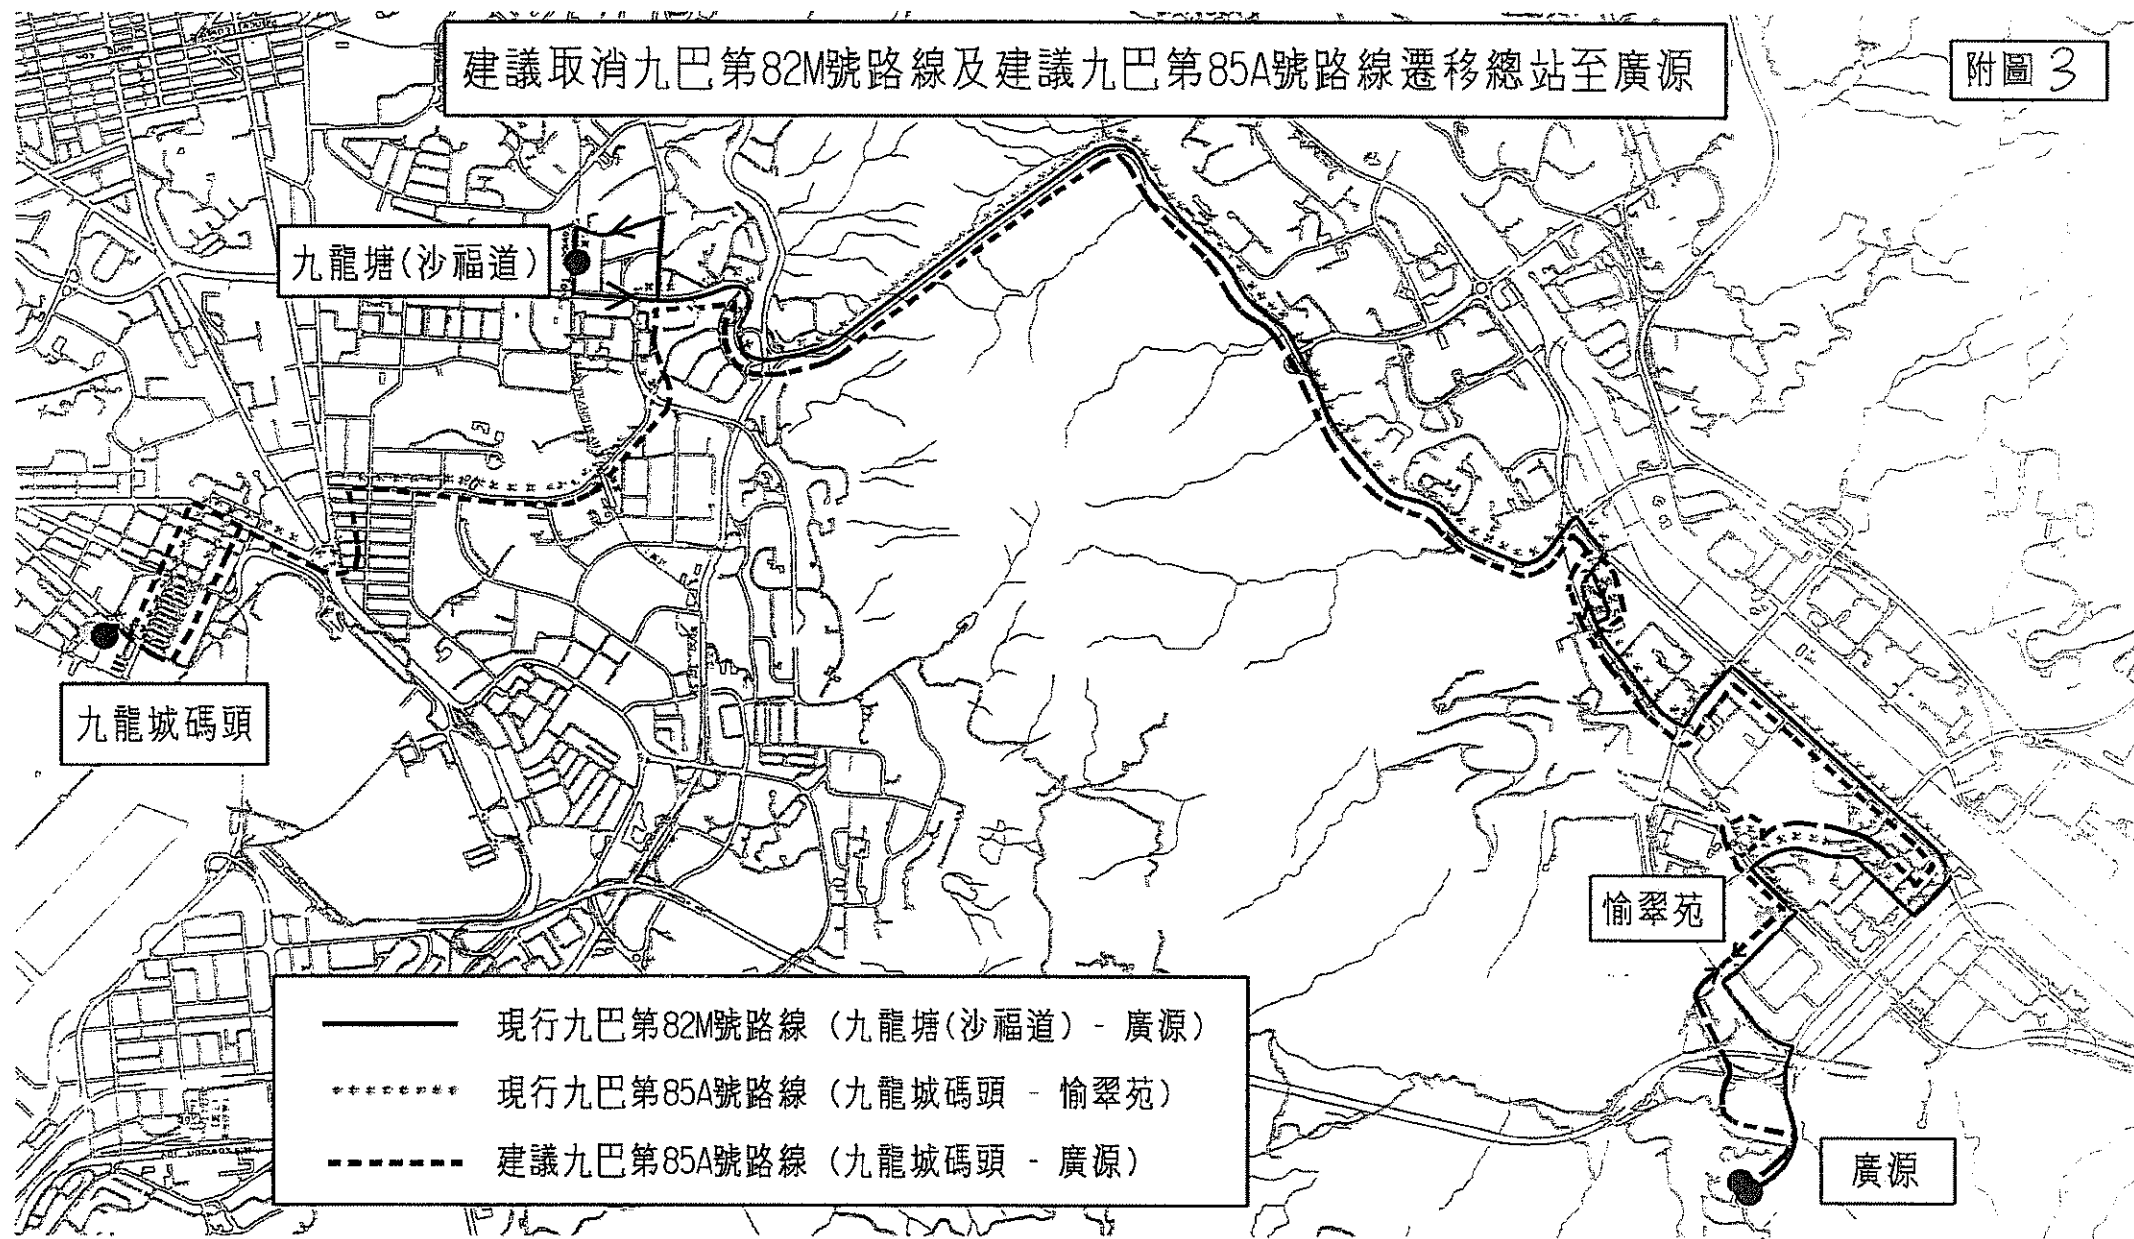 建議取消九巴第82M號路線及建議九巴第85A號路線遷移總站至廣源
附圖 3
九龍塘(沙福道)
九龍城碼頭
愉翠苑
廣源
現行九巴第82M號路線 (九龍塘(沙福道) - 廣源)
現行九巴第85A號路線 (九龍城碼頭 - 愉翠苑)
建議九巴第85A號路線 (九龍城碼頭 - 廣源)